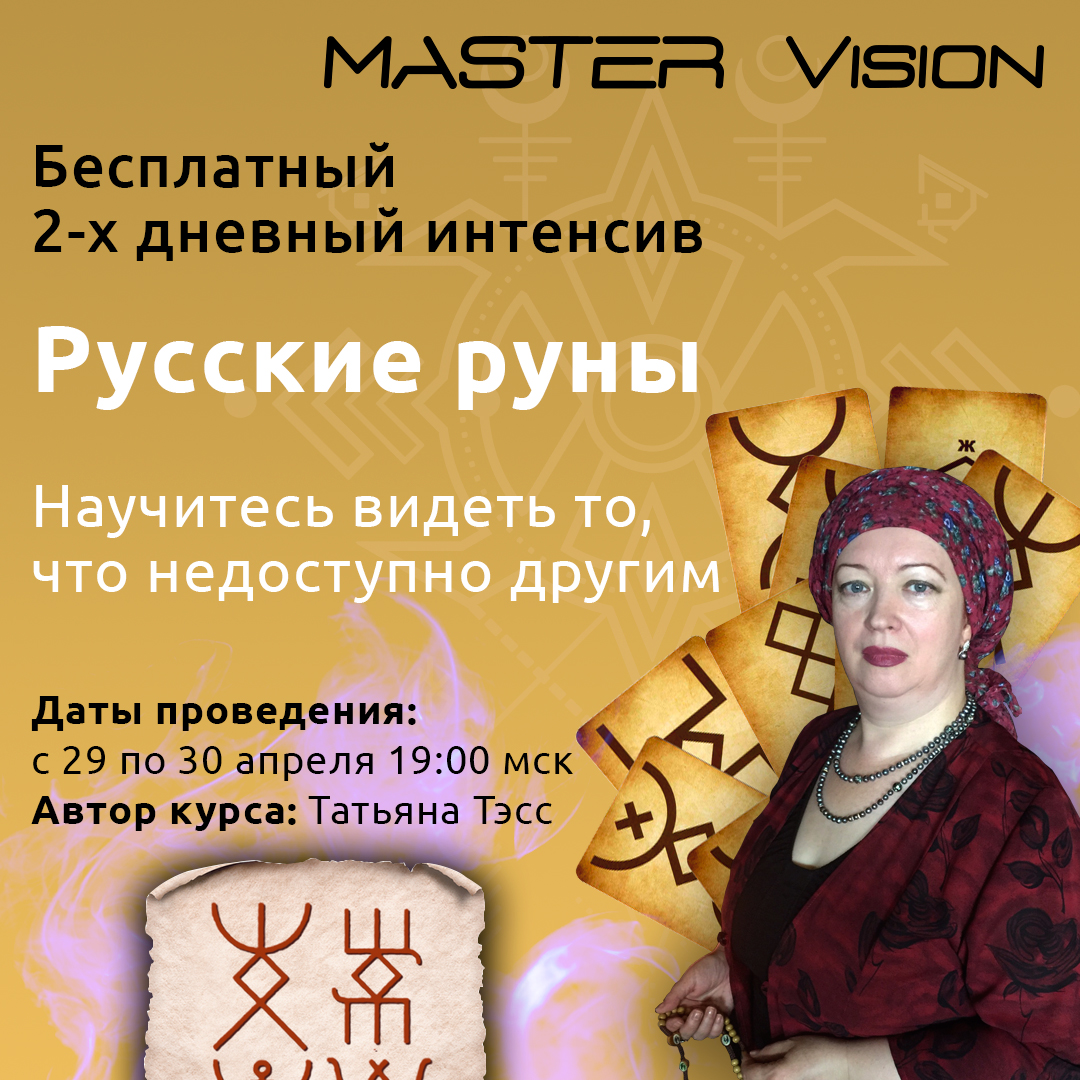 MASTER VISION
Бесплатный
2-х дневный интенсив
Русские руны
Научитесь видеть то,
что недоступно другим
Ж
Даты проведения:
с 29 по 30 апреля 19:00 мск
Автор курса: Татьяна Тэсс